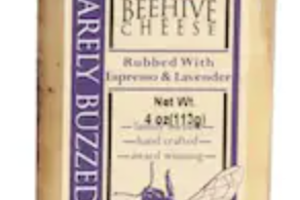 BEEHIVE
CHEESE
Rubbed With
Espresso & Lavender
Net Wt.
4 oz(113g)
hand crafted
award winning
ARELY BUZZED